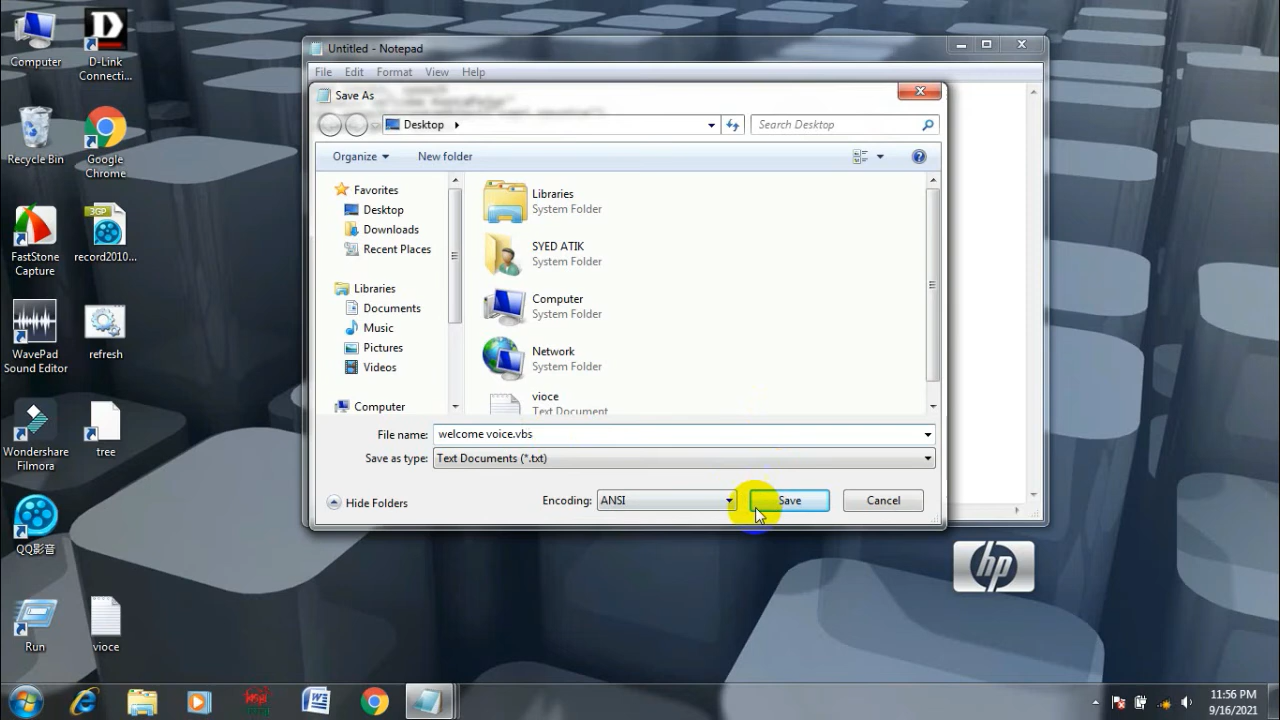 Computer
D-Link
Connecti...
Recycle Bin
Google
Chrome
FastStone
Capture
3GP
record2010...
WavePad
Sound Editor
refresh
Wondershare
Filmora
tree
QQ影音
Run
vioce
Untitled - Notepad
File Edit Format View Help
Save As
Desktop
Search Desktop
Organize
New folder
Favorites
Desktop
Downloads
Recent Places
Libraries
Documents
Music
Pictures
Videos
Computer
Libraries
System Folder
SYED ATIK
System Folder
Computer
System Folder
Network
System Folder
vioce
Text Document
File name: welcome voice.vbs
Save as type: Text Documents (*.txt)
Hide Folders
Encoding: ANSI
Save
Cancel
hp
11:56 PM
9/16/2021